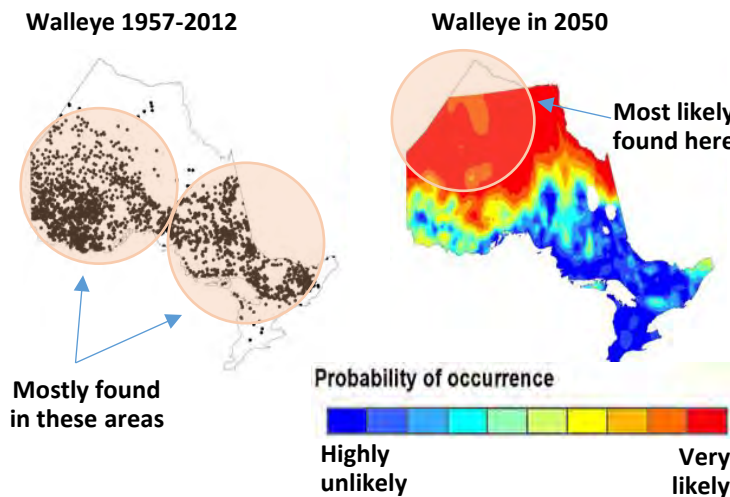 Walleye 1957-2012
Walleye in 2050
Most likely
found here
Mostly found
in these areas
Probability of occurrence
Highly
unlikely
Very
likely